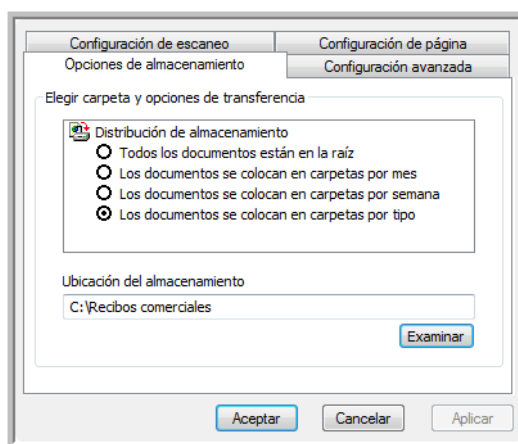 Configuración de escaneo
Configuración de página
Opciones de almacenamiento
Configuración avanzada
Elegir carpeta y opciones de transferencia
Distribución de almacenamiento
Todos los documentos están en la raíz
Los documentos se colocan en carpetas por mes
Los documentos se colocan en carpetas por semana
Los documentos se colocan en carpetas por tipo
Ubicación del almacenamiento
C:\Recibos comerciales
Examinar
Aceptar
Cancelar
Aplicar